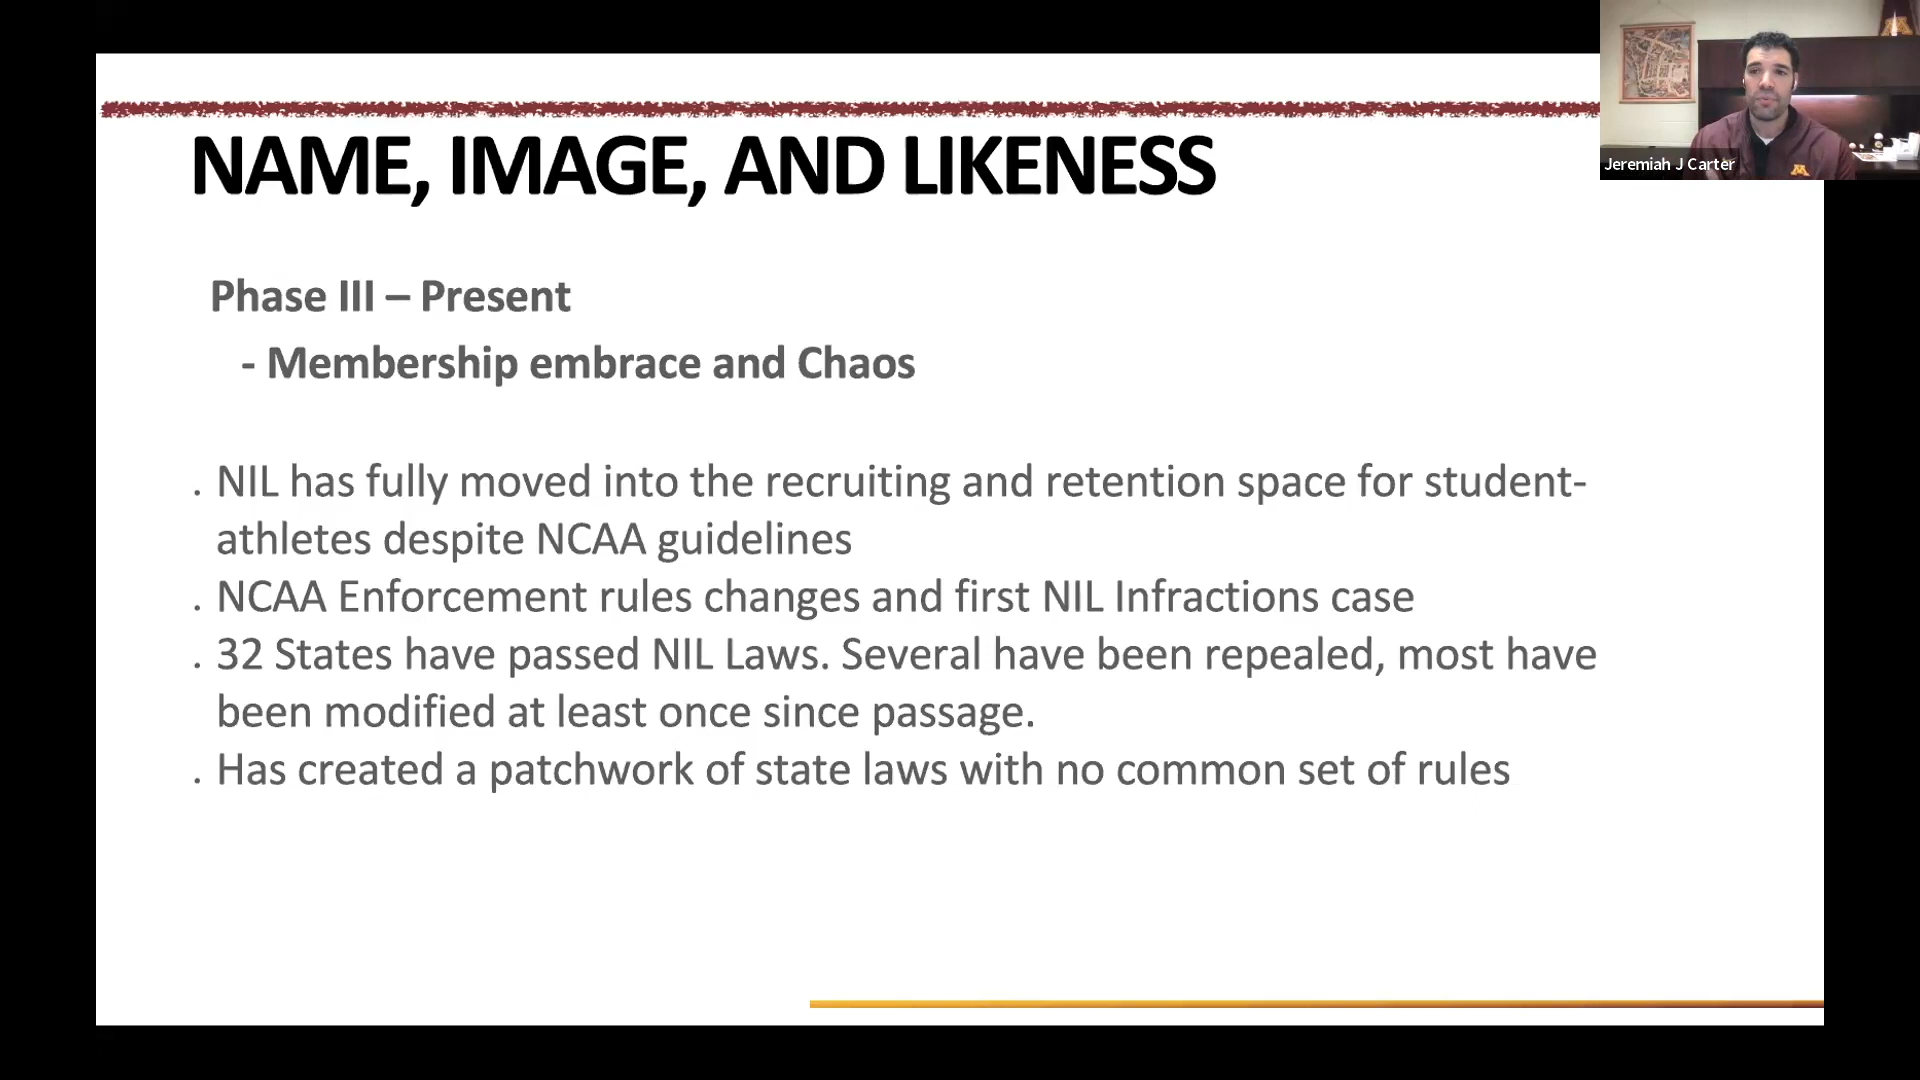 NAME, IMAGE, AND LIKENESS
Jeremiah J Carter
Phase III – Present
- Membership embrace and Chaos
. NIL has fully moved into the recruiting and retention space for student-
athletes despite NCAA guidelines
. NCAA Enforcement rules changes and first NIL Infractions case
. 32 States have passed NIL Laws. Several have been repealed, most have
been modified at least once since passage.
. Has created a patchwork of state laws with no common set of rules